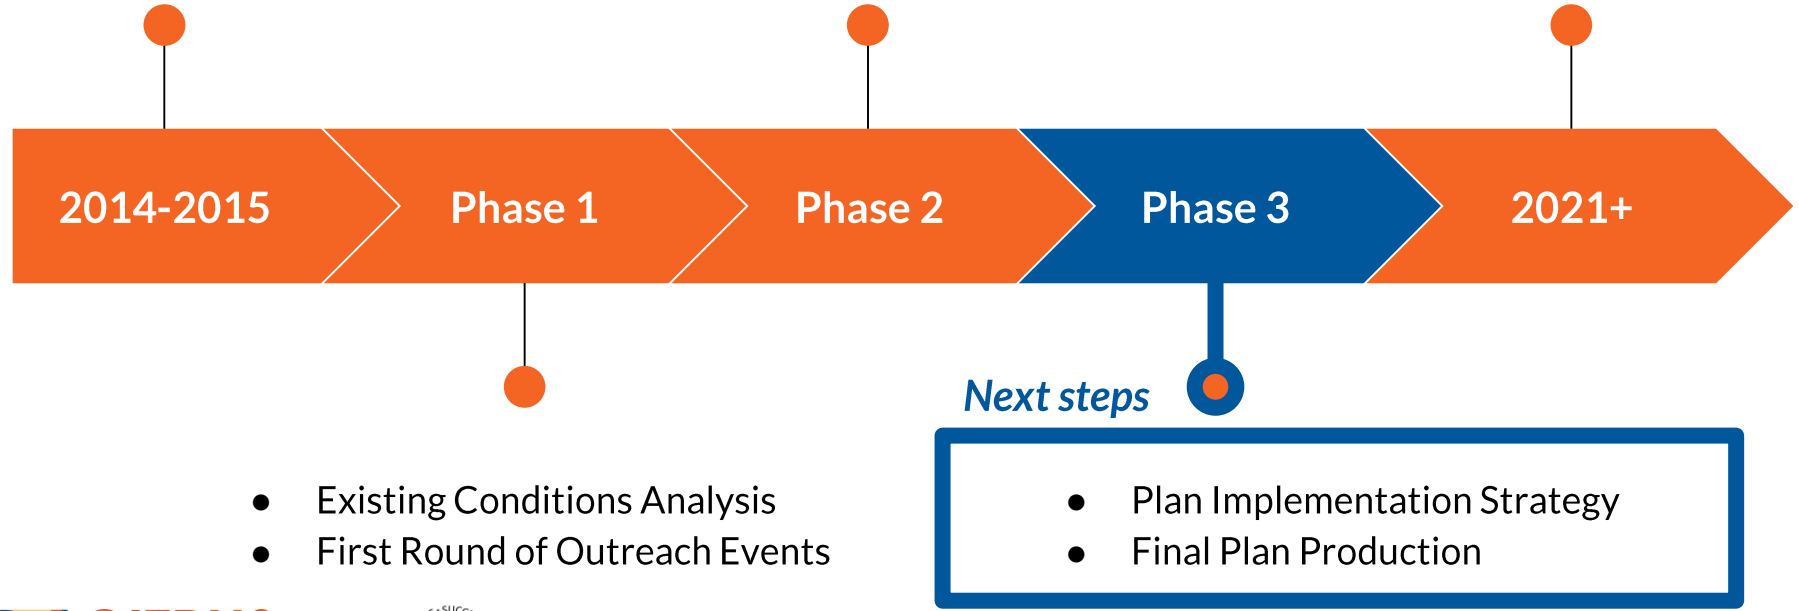 2014-2015
Phase 1
Phase 2
Phase 3
2021+
Next steps
● Existing Conditions Analysis
● First Round of Outreach Events
● Plan Implementation Strategy
● Final Plan Production